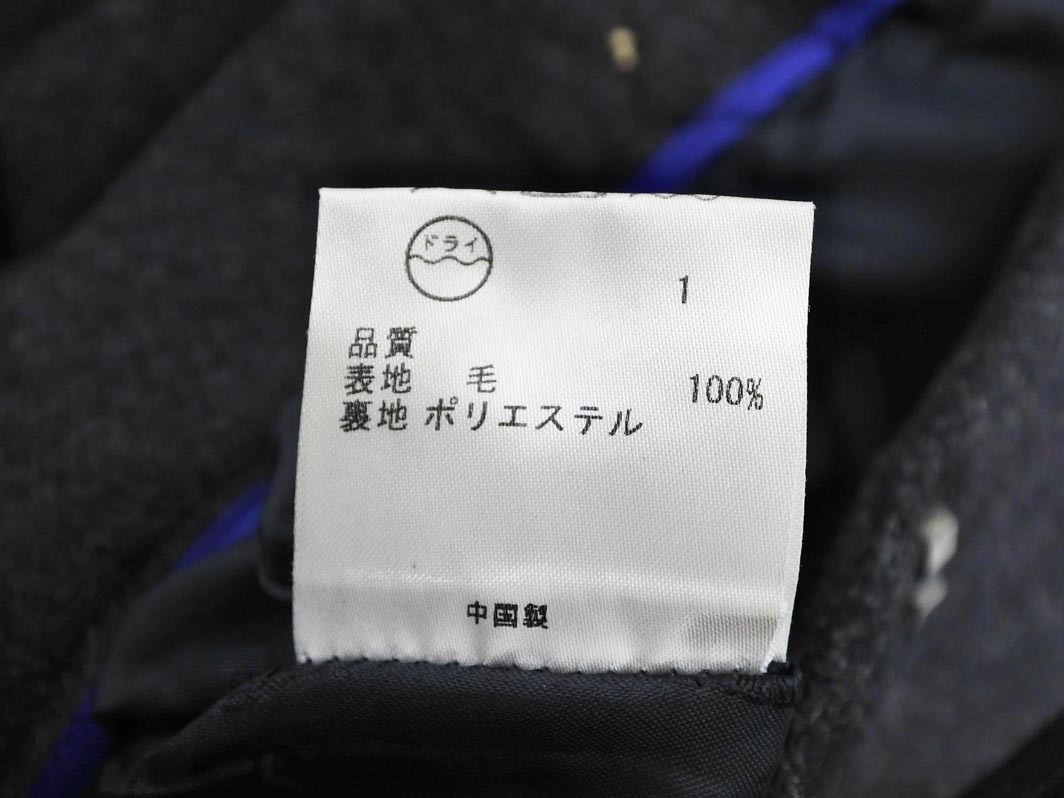 ドライ
1
品質
表地 毛 100%
裏地 ポリエステル
中国製